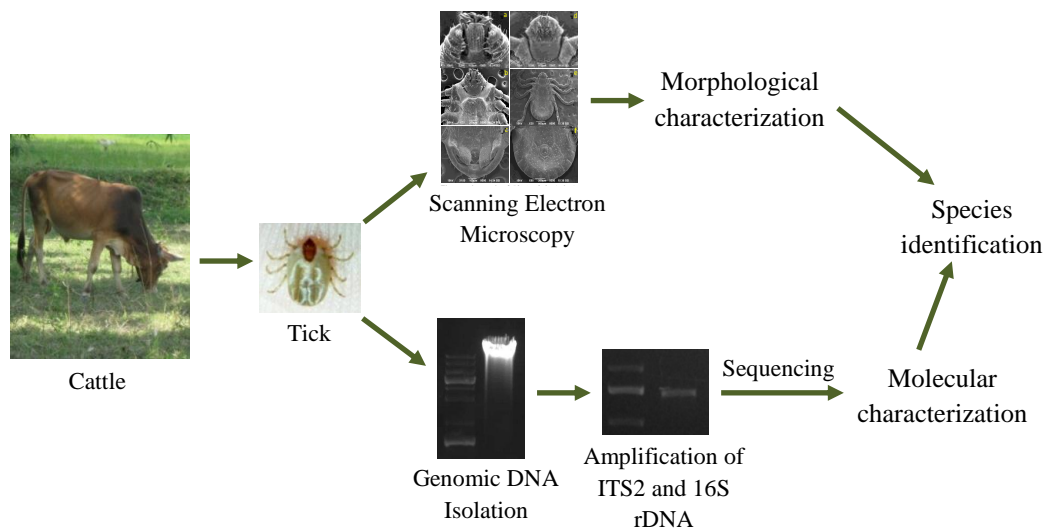 Cattle
Tick
Scanning Electron
Microscopy
Morphological
characterization
Genomic DNA
Isolation
Amplification of
ITS2 and 16S
rDNA
Sequencing
Molecular
characterization
Species
identification